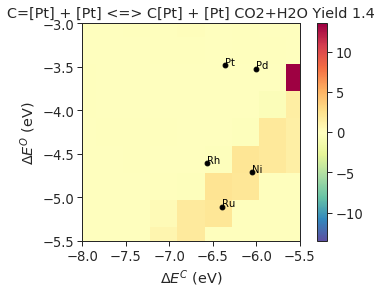 C=[Pt] + [Pt] <=> C[Pt] + [Pt] CO2+H2O Yield 1.4
−3.0
−3.5
−4.0
−4.5
−5.0
−5.5
ΔE^O (eV)
Pt
Pd
Rh
Ni
Ru
−8.0 −7.5 −7.0 −6.5 −6.0 −5.5
ΔE^C (eV)
10
5
0
−5
−10